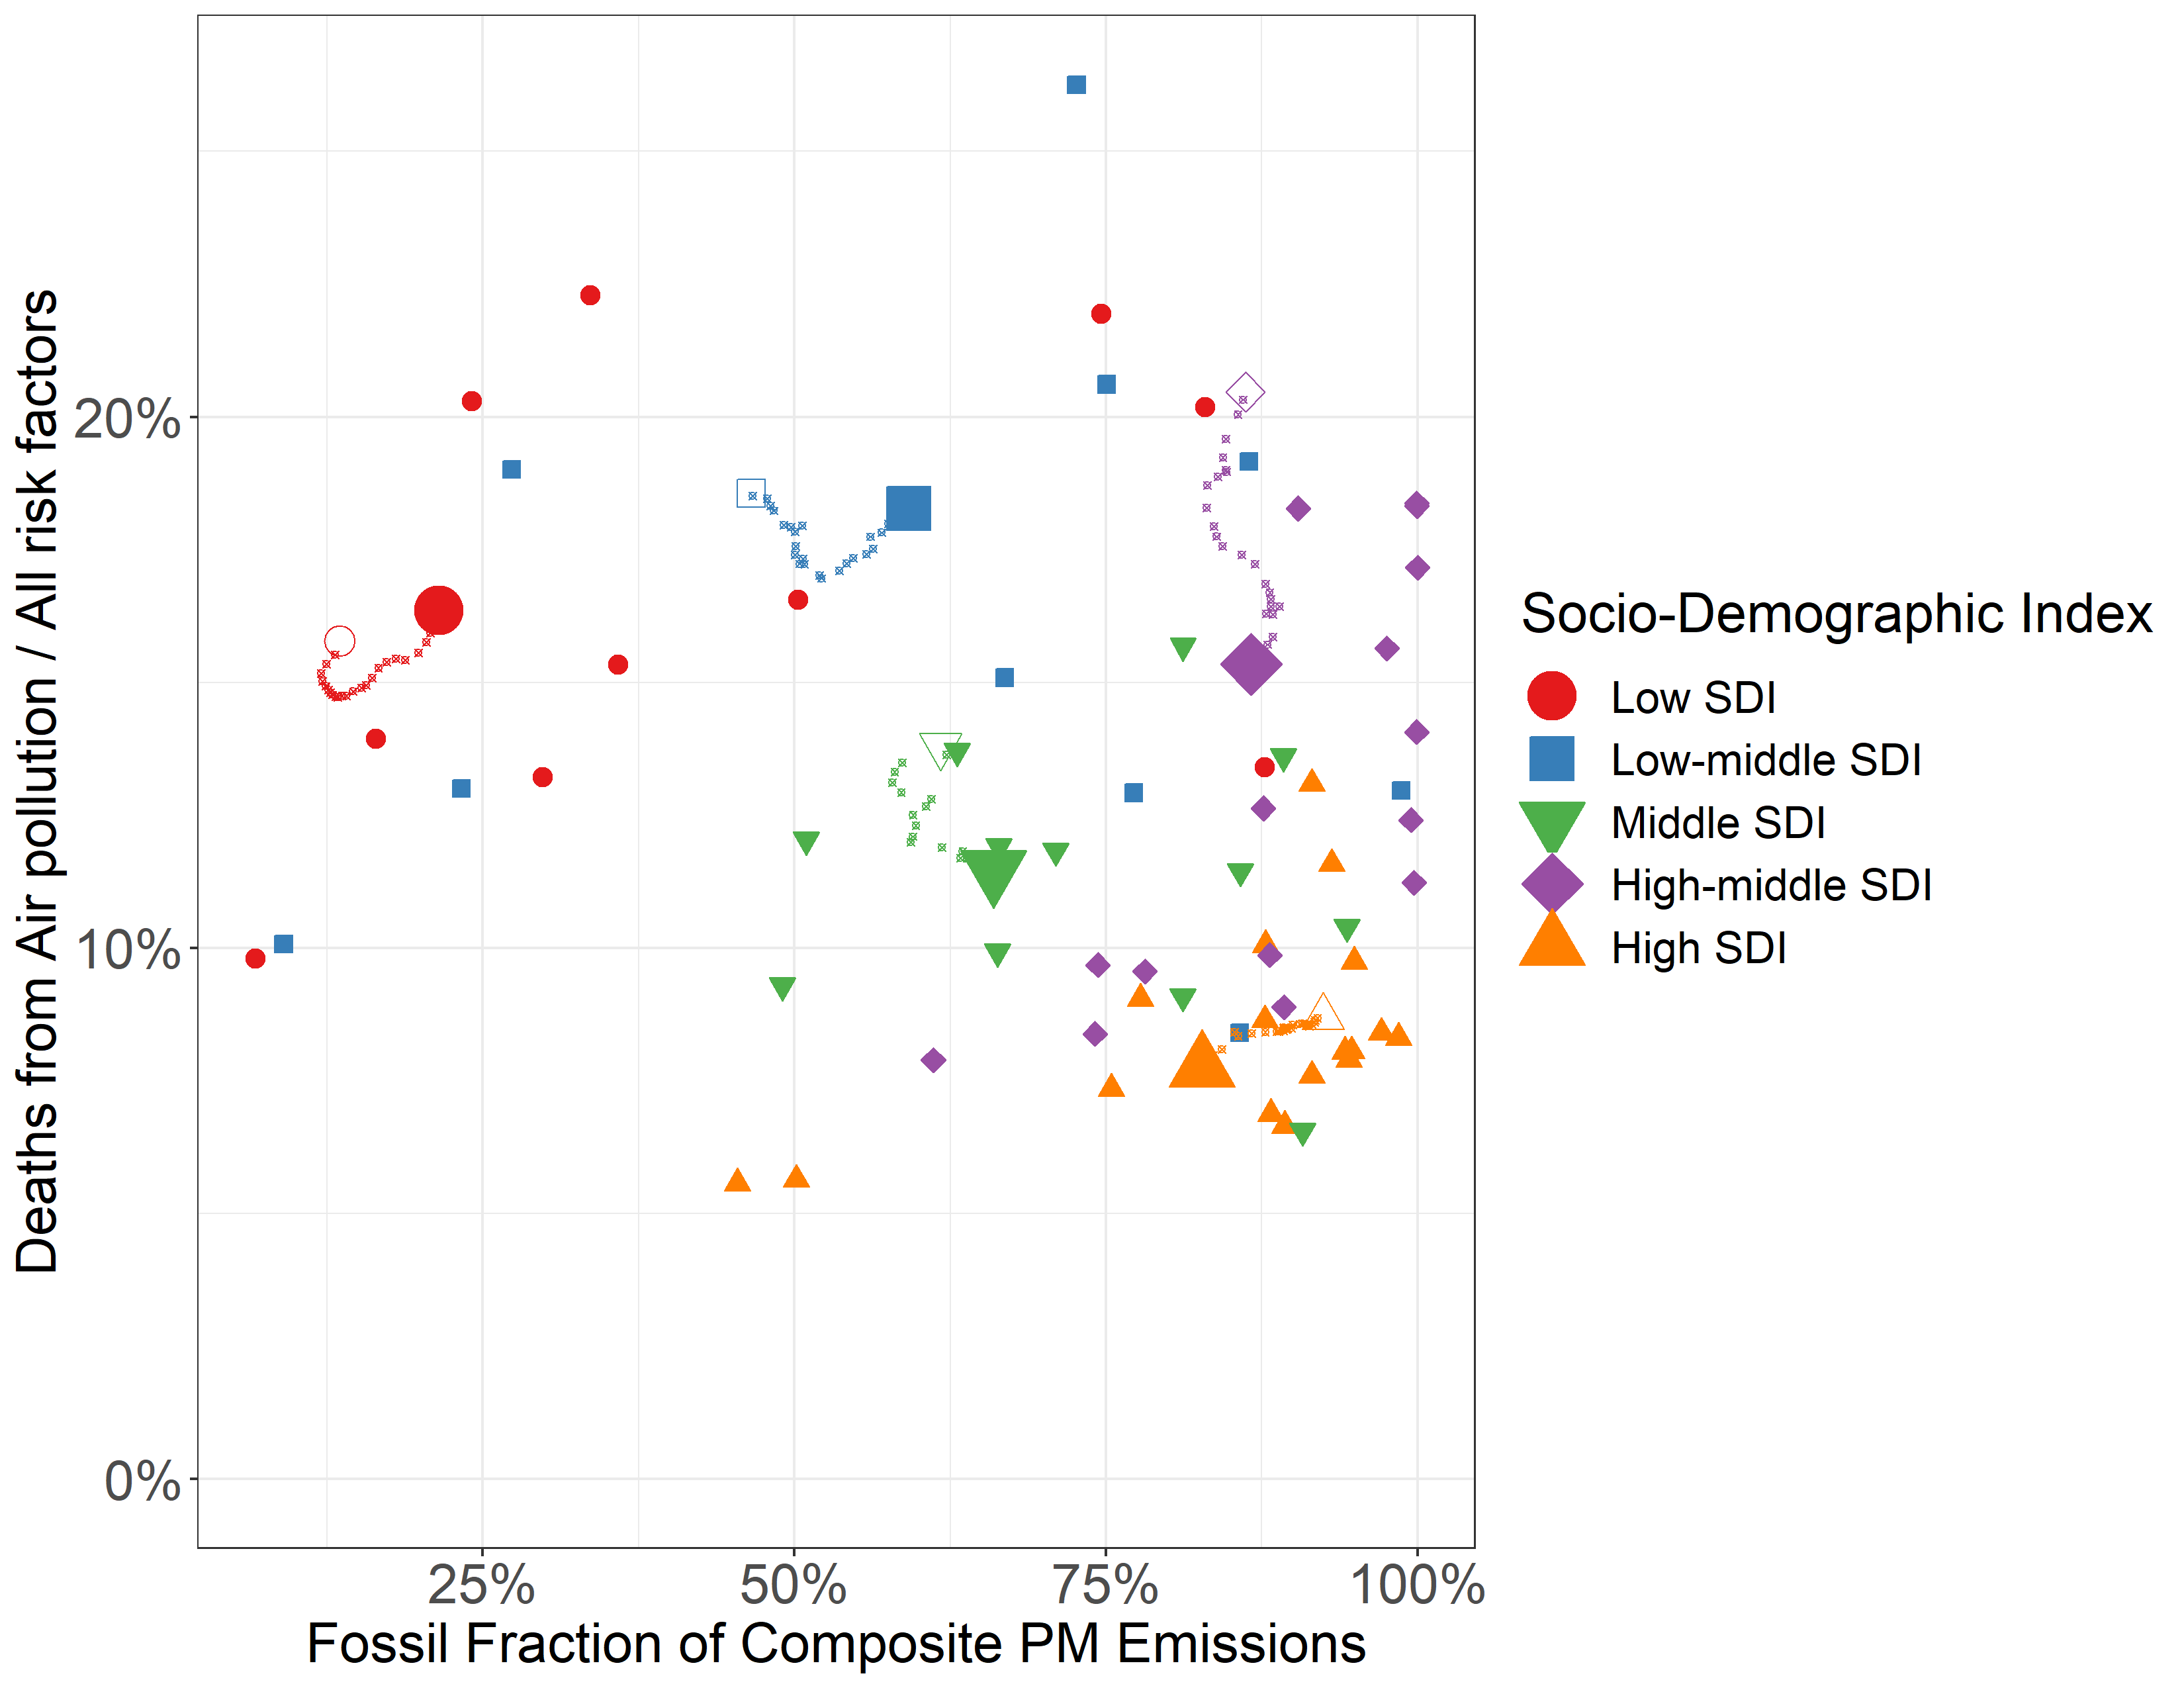 Deaths from Air pollution / All risk factors
20%
10%
0%
25% 50% 75% 100%
Fossil Fraction of Composite PM Emissions
Socio-Demographic Index
Low SDI
Low-middle SDI
Middle SDI
High-middle SDI
High SDI